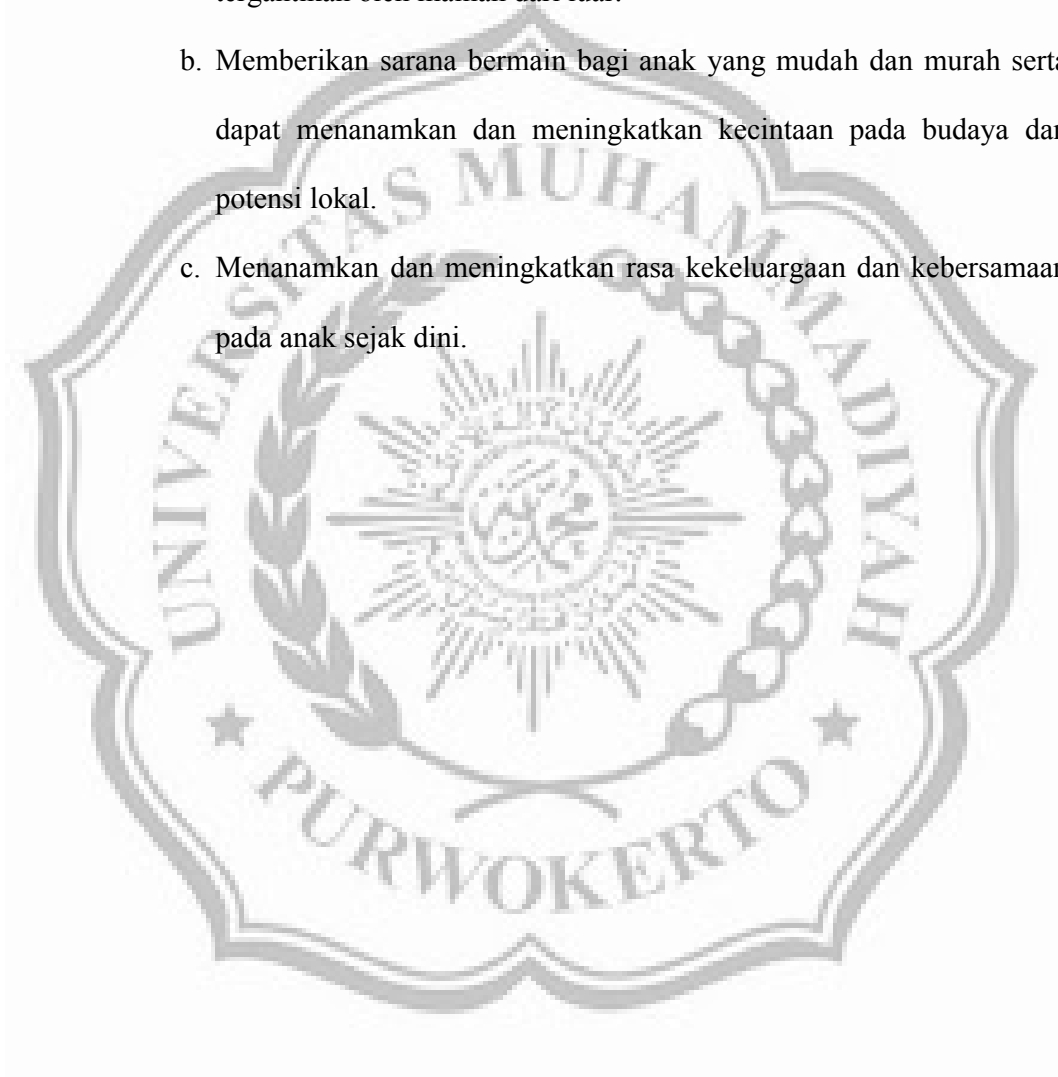 b. Memberikan sarana bermain bagi anak yang mudah dan murah serta
dapat menanamkan dan meningkatkan kecintaan pada budaya dan
potensi lokal.
c. Menanamkan dan meningkatkan rasa kekeluargaan dan kebersamaan
pada anak sejak dini.
UNIVERSITAS MUHAMMADIYAH
PURWOKERTO